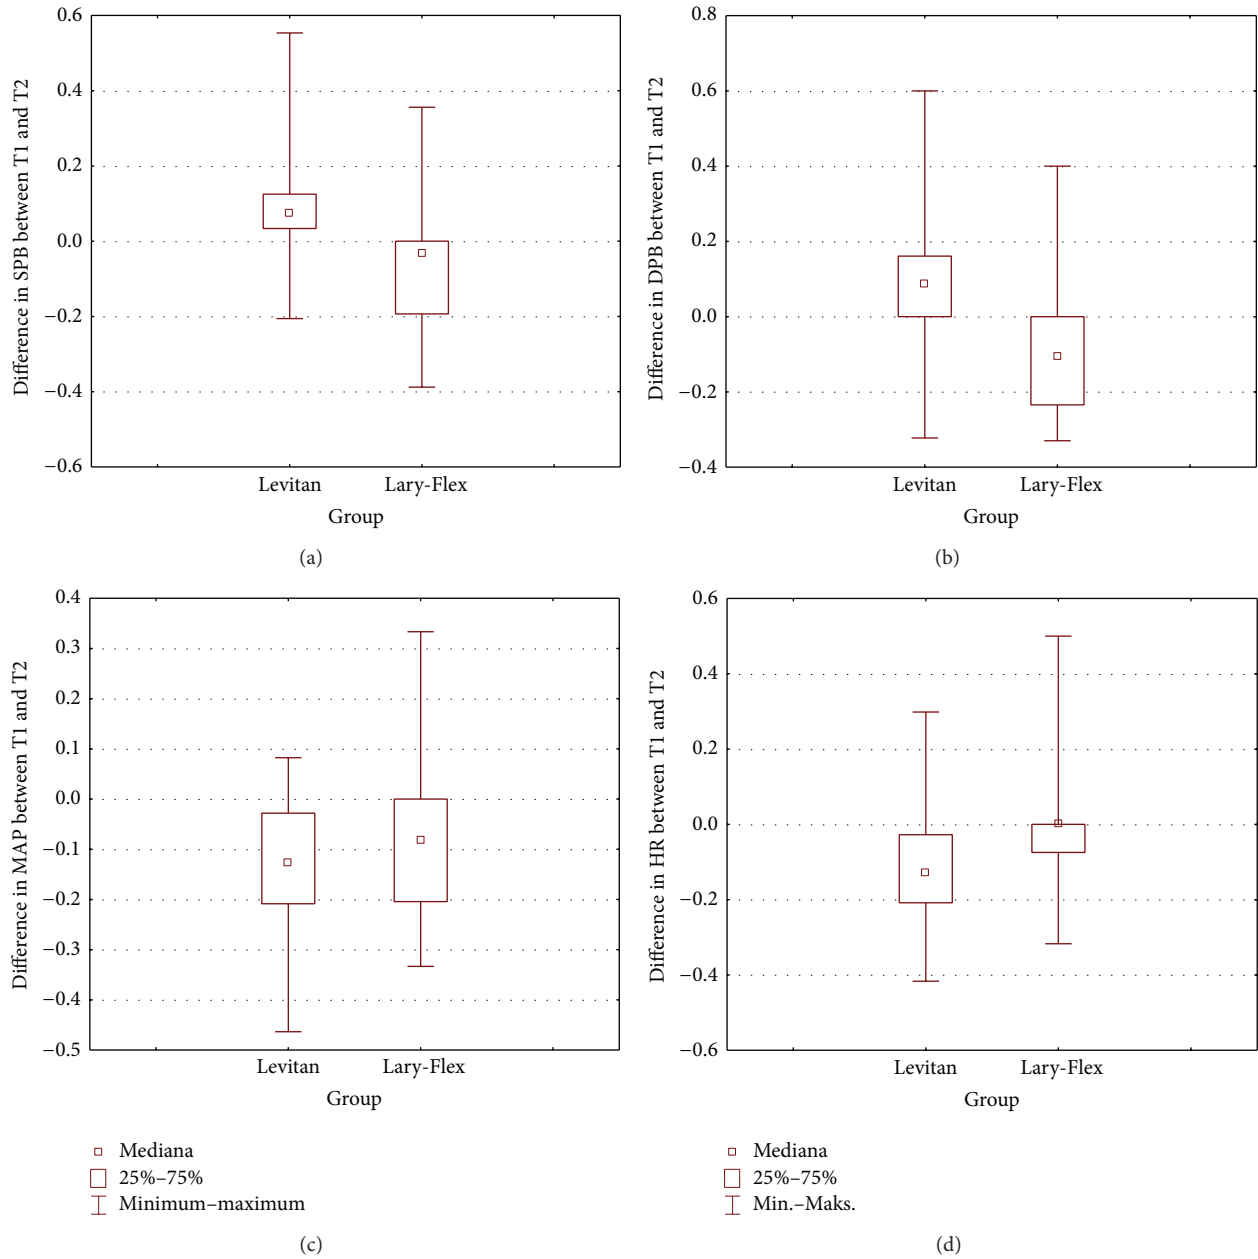 0.6
0.4
0.2
0.0
−0.2
−0.4
−0.6
Difference in SPB between T1 and T2
Levitan
Lary-Flex
Group
(a)
0.8
0.6
0.4
0.2
0.0
−0.2
−0.4
Difference in DPB between T1 and T2
Levitan
Lary-Flex
Group
(b)
0.4
0.3
0.2
0.1
0.0
−0.1
−0.2
−0.3
−0.4
−0.5
Difference in MAP between T1 and T2
Levitan
Lary-Flex
Group
Mediana
25%–75%
Minimum–maximum
(c)
0.6
0.4
0.2
0.0
−0.2
−0.4
−0.6
Difference in HR between T1 and T2
Levitan
Lary-Flex
Group
Mediana
25%–75%
Min.–Maks.
(d)